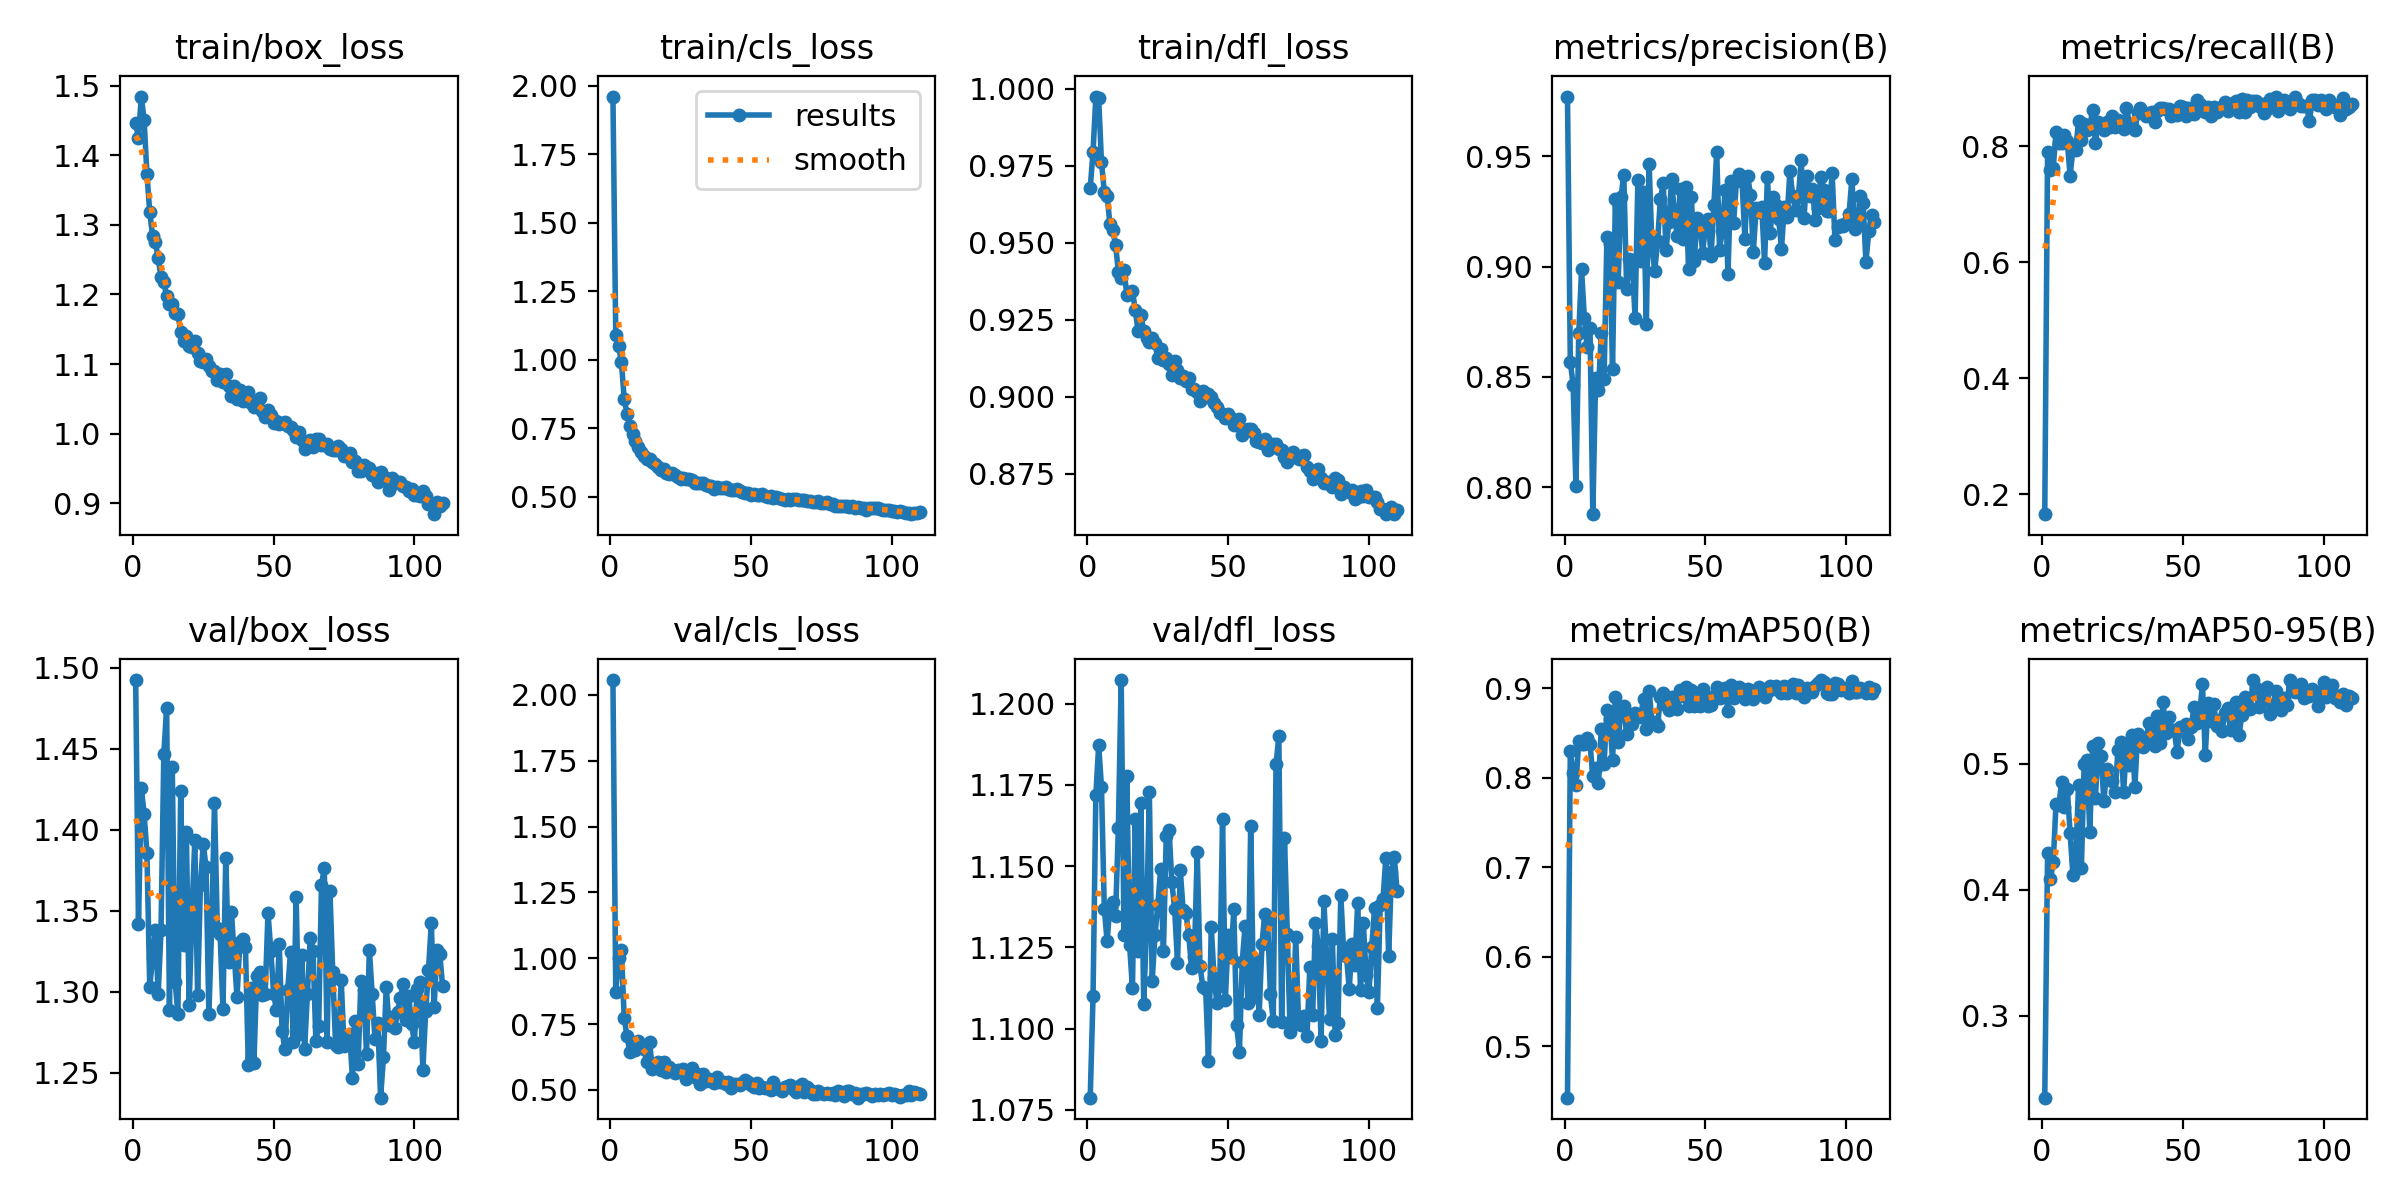 train/box_loss
1.5
1.4
1.3
1.2
1.1
1.0
0.9
0 50 100
train/cls_loss
results
smooth
2.00
1.75
1.50
1.25
1.00
0.75
0.50
0 50 100
train/dfl_loss
1.000
0.975
0.950
0.925
0.900
0.875
0 50 100
metrics/precision(B)
0.95
0.90
0.85
0.80
0 50 100
metrics/recall(B)
0.8
0.6
0.4
0.2
0 50 100
val/box_loss
1.50
1.45
1.40
1.35
1.30
1.25
0 50 100
val/cls_loss
2.00
1.75
1.50
1.25
1.00
0.75
0.50
0 50 100
val/dfl_loss
1.200
1.175
1.150
1.125
1.100
1.075
0 50 100
metrics/mAP50(B)
0.9
0.8
0.7
0.6
0.5
0 50 100
metrics/mAP50-95(B)
0.5
0.4
0.3
0 50 100